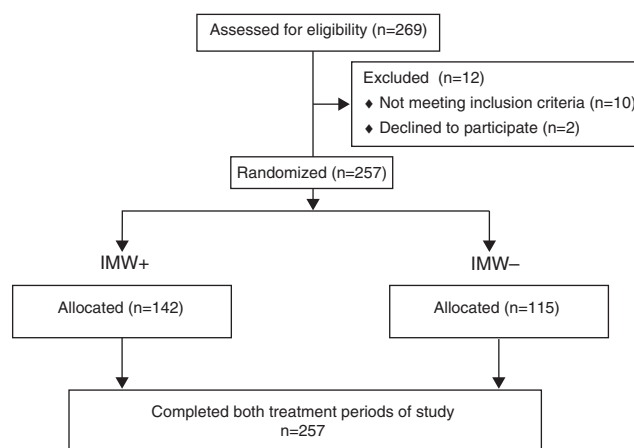 Assessed for eligibility (n=269)
Excluded (n=12)
♦ Not meeting inclusion criteria (n=10)
♦ Declined to participate (n=2)
Randomized (n=257)
IMW+
IMW–
Allocated (n=142)
Allocated (n=115)
Completed both treatment periods of study
n=257